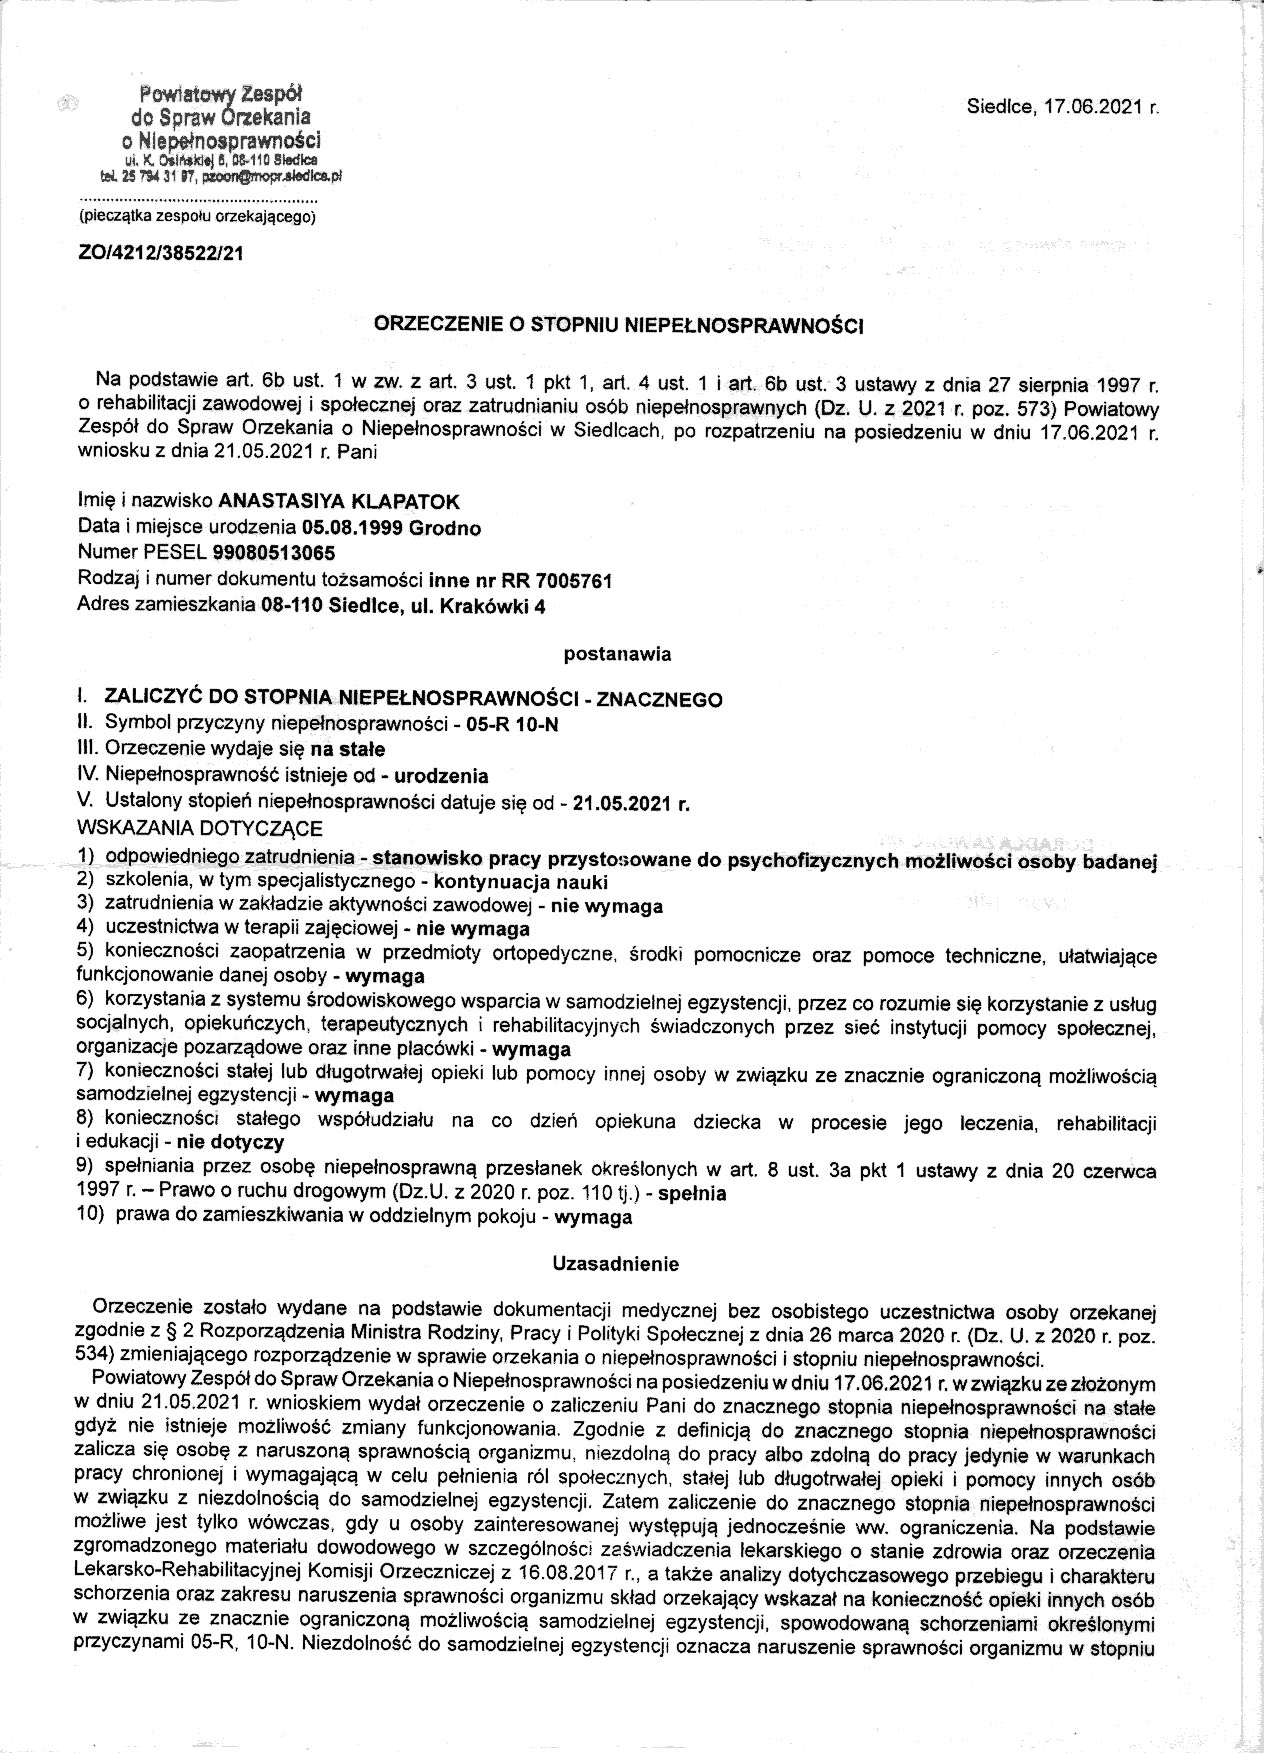 Powiatowy Zespół
do Spraw Orzekania
o Niepełnosprawności
ul. K. Osińskiej 6, 08-110 Siedlce
tel. 25 794 31 87, pzoon@mopr.siedlce.pl
(pieczątka zespołu orzekającego)
Siedlce, 17.06.2021 r.
ZO/4212/38522/21
ORZECZENIE O STOPNIU NIEPEŁNOSPRAWNOŚCI
Na podstawie art. 6b ust. 1 w zw. z art. 3 ust. 1 pkt 1, art. 4 ust. 1 i art. 6b ust. 3 ustawy z dnia 27 sierpnia 1997 r.
o rehabilitacji zawodowej i społecznej oraz zatrudnianiu osób niepełnosprawnych (Dz. U. z 2021 r. poz. 573) Powiatowy
Zespół do Spraw Orzekania o Niepełnosprawności w Siedlcach, po rozpatrzeniu na posiedzeniu w dniu 17.06.2021 r.
wniosku z dnia 21.05.2021 r. Pani
Imię i nazwisko ANASTASIYA KLAPATOK
Data i miejsce urodzenia 05.08.1999 Grodno
Numer PESEL 99080513065
Rodzaj i numer dokumentu tożsamości inne nr RR 7005761
Adres zamieszkania 08-110 Siedlce, ul. Krakówki 4
postanawia
I. ZALICZYĆ DO STOPNIA NIEPEŁNOSPRAWNOŚCI - ZNACZNEGO
II. Symbol przyczyny niepełnosprawności - 05-R 10-N
III. Orzeczenie wydaje się na stałe
IV. Niepełnosprawność istnieje od - urodzenia
V. Ustalony stopień niepełnosprawności datuje się od - 21.05.2021 r.
WSKAZANIA DOTYCZĄCE
1) odpowiedniego zatrudnienia - stanowisko pracy przystosowane do psychofizycznych możliwości osoby badanej
2) szkolenia, w tym specjalistycznego - kontynuacja nauki
3) zatrudnienia w zakładzie aktywności zawodowej - nie wymaga
4) uczestnictwa w terapii zajęciowej - nie wymaga
5) konieczności zaopatrzenia w przedmioty ortopedyczne, środki pomocnicze oraz pomoce techniczne, ułatwiające
funkcjonowanie danej osoby - wymaga
6) korzystania z systemu środowiskowego wsparcia w samodzielnej egzystencji, przez co rozumie się korzystanie z usług
socjalnych, opiekuńczych, terapeutycznych i rehabilitacyjnych świadczonych przez sieć instytucji pomocy społecznej,
organizacje pozarządowe oraz inne placówki - wymaga
7) konieczności stałej lub długotrwałej opieki lub pomocy innej osoby w związku ze znacznie ograniczoną możliwością
samodzielnej egzystencji - wymaga
8) konieczności stałego współudziału na co dzień opiekuna dziecka w procesie jego leczenia, rehabilitacji
i edukacji - nie dotyczy
9) spełniania przez osobę niepełnosprawną przesłanek określonych w art. 8 ust. 3a pkt 1 ustawy z dnia 20 czerwca
1997 r. – Prawo o ruchu drogowym (Dz.U. z 2020 r. poz. 110 tj.) - spełnia
10) prawa do zamieszkiwania w oddzielnym pokoju - wymaga
Uzasadnienie
Orzeczenie zostało wydane na podstawie dokumentacji medycznej bez osobistego uczestnictwa osoby orzekanej
zgodnie z § 2 Rozporządzenia Ministra Rodziny, Pracy i Polityki Społecznej z dnia 26 marca 2020 r. (Dz. U. z 2020 r. poz.
534) zmieniającego rozporządzenie w sprawie orzekania o niepełnosprawności i stopniu niepełnosprawności.
Powiatowy Zespół do Spraw Orzekania o Niepełnosprawności na posiedzeniu w dniu 17.06.2021 r. w związku ze złożonym
w dniu 21.05.2021 r. wnioskiem wydał orzeczenie o zaliczeniu Pani do znacznego stopnia niepełnosprawności na stałe
gdyż nie istnieje możliwość zmiany funkcjonowania. Zgodnie z definicją do znacznego stopnia niepełnosprawności
zalicza się osobę z naruszoną sprawnością organizmu, niezdolną do pracy albo zdolną do pracy jedynie w warunkach
pracy chronionej i wymagającą w celu pełnienia ról społecznych, stałej lub długotrwałej opieki i pomocy innych osób
w związku z niezdolnością do samodzielnej egzystencji. Zatem zaliczenie do znacznego stopnia niepełnosprawności
możliwe jest tylko wówczas, gdy u osoby zainteresowanej występują jednocześnie ww. ograniczenia. Na podstawie
zgromadzonego materiału dowodowego w szczególności zaświadczenia lekarskiego o stanie zdrowia oraz orzeczenia
Lekarsko-Rehabilitacyjnej Komisji Orzeczniczej z 16.08.2017 r., a także analizy dotychczasowego przebiegu i charakteru
schorzenia oraz zakresu naruszenia sprawności organizmu skład orzekający wskazał na konieczność opieki innych osób
w związku ze znacznie ograniczoną możliwością samodzielnej egzystencji, spowodowaną schorzeniami określonymi
przyczynami 05-R, 10-N. Niezdolność do samodzielnej egzystencji oznacza naruszenie sprawności organizmu w stopniu